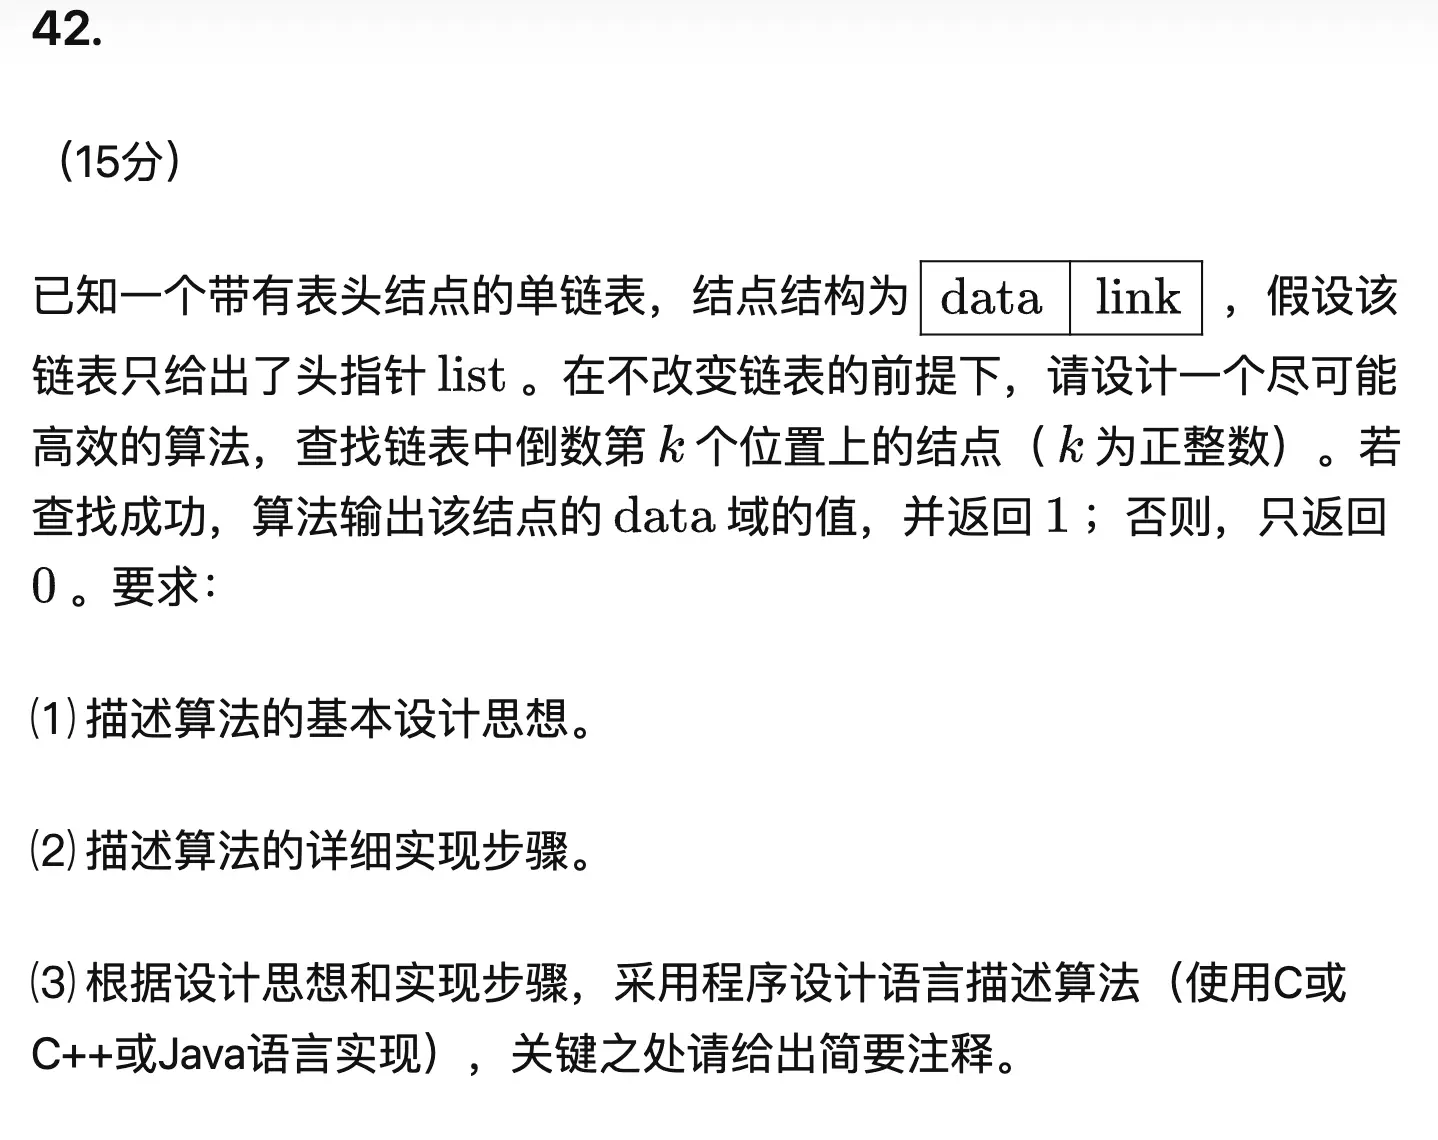 42.
（15分）
已知一个带有表头结点的单链表，结点结构为 data link ，假设该
链表只给出了头指针 list 。在不改变链表的前提下，请设计一个尽可能
高效的算法，查找链表中倒数第 k 个位置上的结点（ k 为正整数）。若
查找成功，算法输出该结点的 data 域的值，并返回 1；否则，只返回
0 。要求：
(1) 描述算法的基本设计思想。
(2) 描述算法的详细实现步骤。
(3) 根据设计思想和实现步骤，采用程序设计语言描述算法（使用C或
C++或Java语言实现），关键之处请给出简要注释。